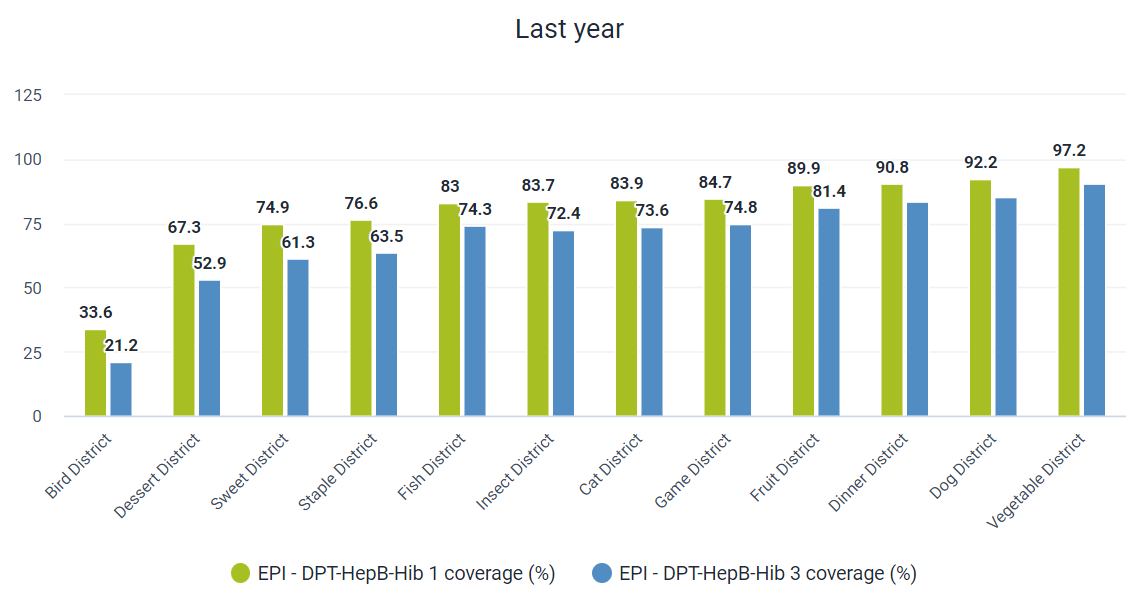 Last year
125
100
75
50
25
0
33.6
21.2
67.3
52.9
74.9
61.3
76.6
63.5
83
74.3
83.7
72.4
83.9
73.6
84.7
74.8
89.9
81.4
90.8
92.2
97.2
Bird District
Dessert District
Sweet District
Staple District
Fish District
Insect District
Cat District
Game District
Fruit District
Dinner District
Dog District
Vegetable District
EPI - DPT-HepB-Hib 1 coverage (%)
EPI - DPT-HepB-Hib 3 coverage (%)